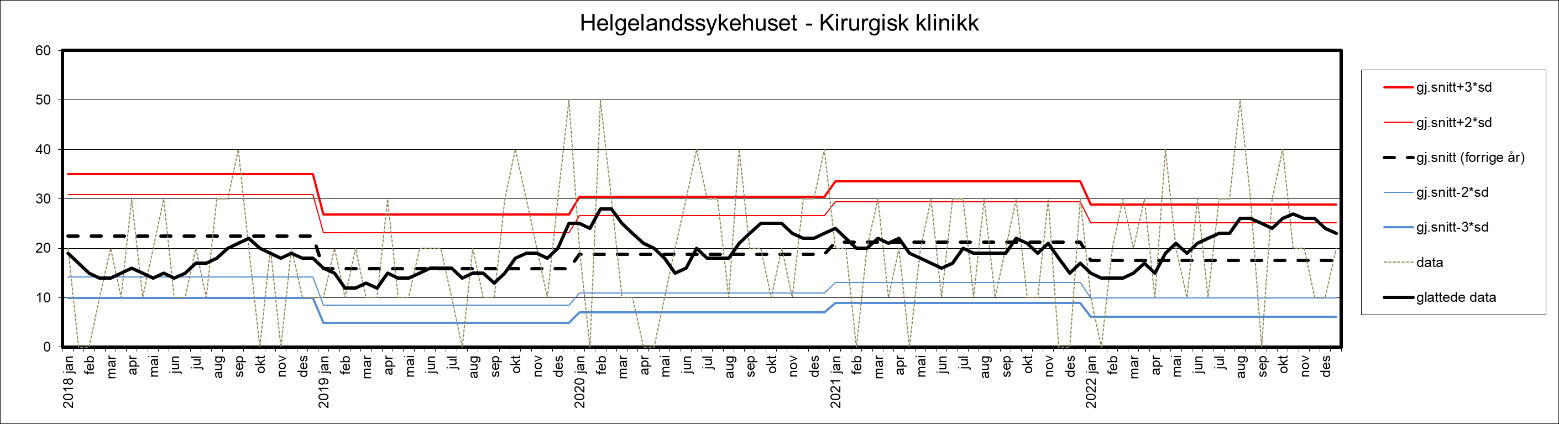 Helgelandssykehuset - Kirurgisk klinikk
60
50
40
30
20
10
0
2018 jan feb mar apr mai jun jul aug sep okt nov des 2019 jan feb mar apr mai jun jul aug sep okt nov des 2020 jan feb mar apr mai jun jul aug sep okt nov des 2021 jan feb mar apr mai jun jul aug sep okt nov des 2022 jan feb mar apr mai jun jul aug sep okt nov des
gj.snitt+3*sd
gj.snitt+2*sd
gj.snitt (forrige år)
gj.snitt-2*sd
gj.snitt-3*sd
data
glattede data